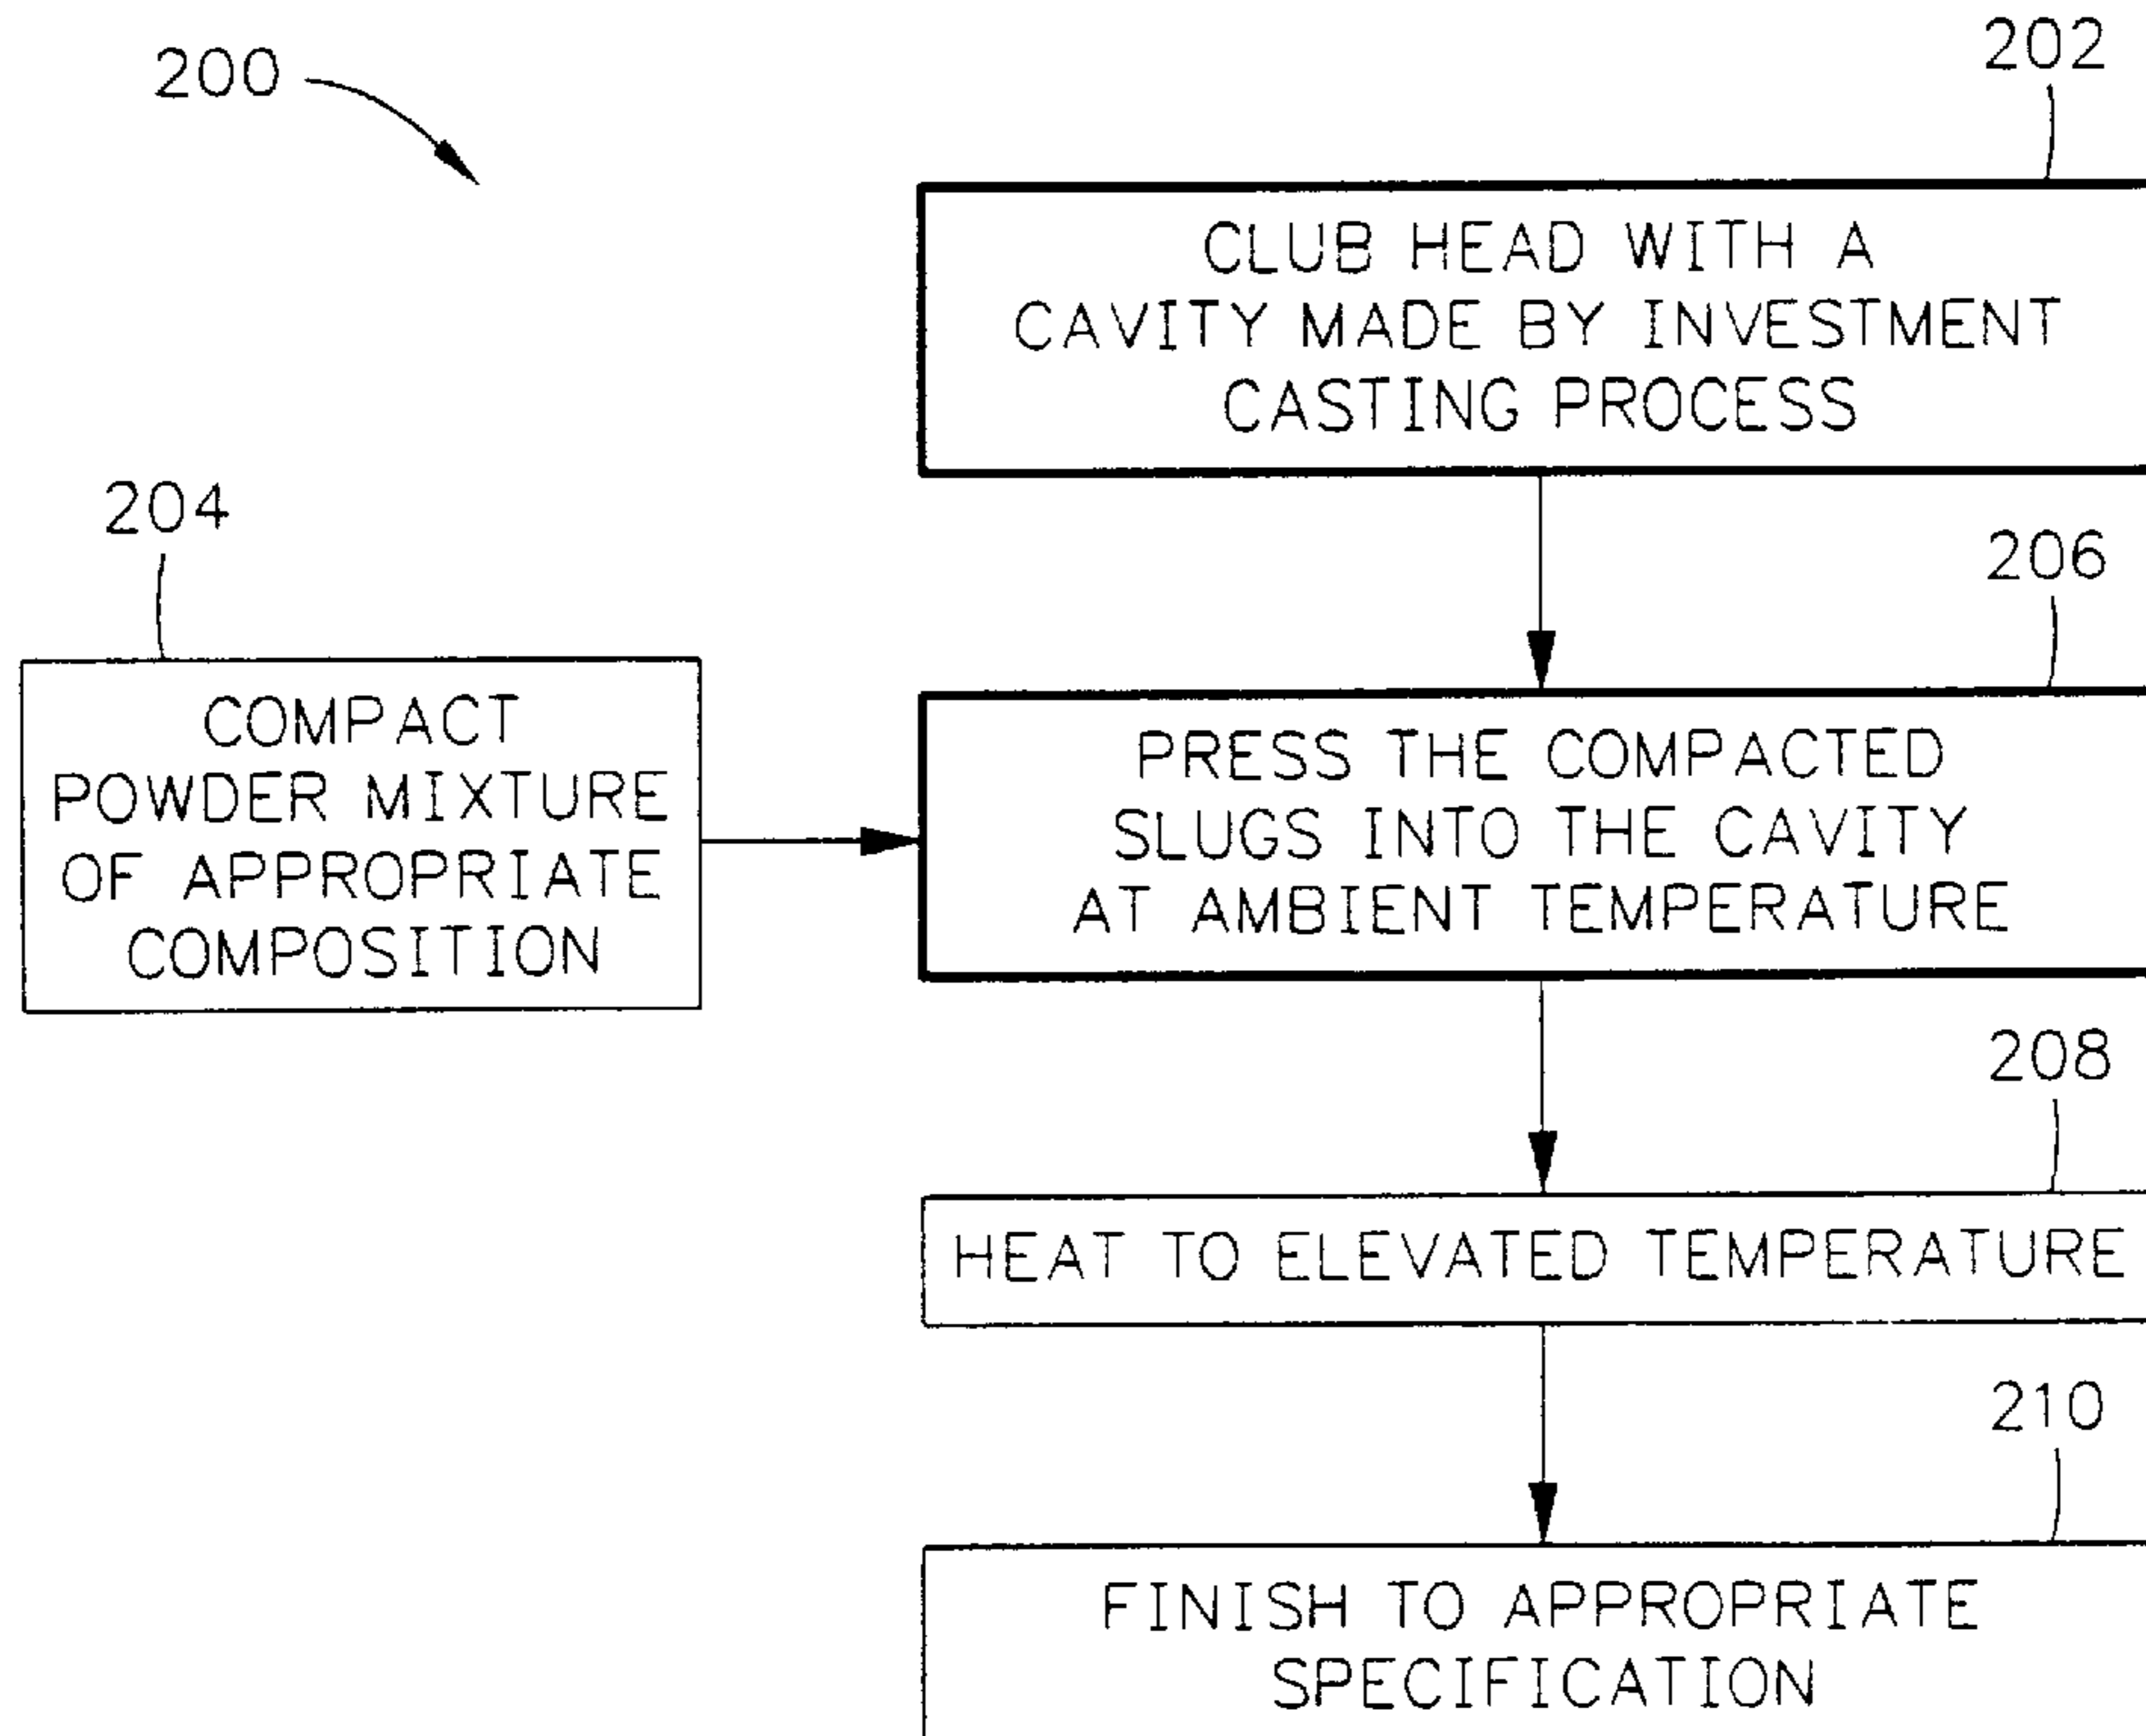 200
202
CLUB HEAD WITH A
CAVITY MADE BY INVESTMENT
CASTING PROCESS
204
COMPACT
POWDER MIXTURE
OF APPROPRIATE
COMPOSITION
206
PRESS THE COMPACTED
SLUGS INTO THE CAVITY
AT AMBIENT TEMPERATURE
208
HEAT TO ELEVATED TEMPERATURE
210
FINISH TO APPROPRIATE
SPECIFICATION